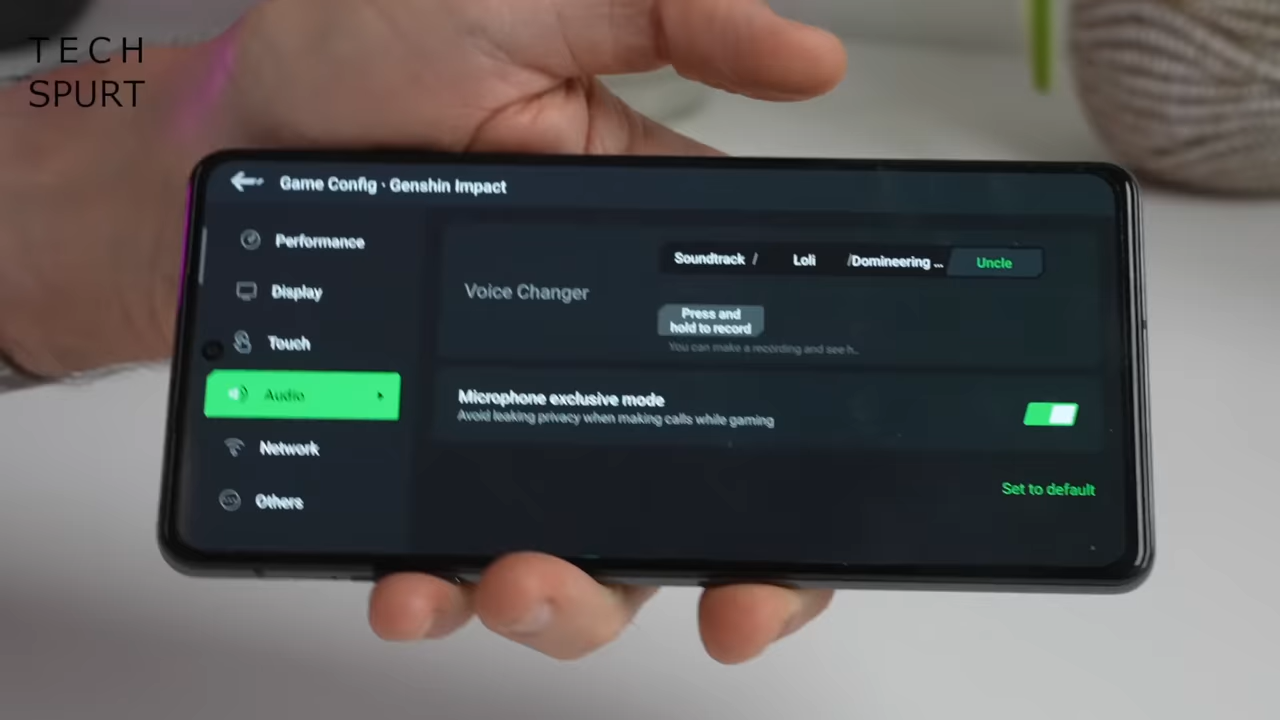 TECH
SPURT
Game Config · Genshin Impact
Performance
Display
Touch
Audio
Network
Others
Voice Changer
Soundtrack / Loli /Domineering ... Uncle
Press and
hold to record
You can make a recording and see h..
Microphone exclusive mode
Avoid leaking privacy when making calls while gaming
Set to default